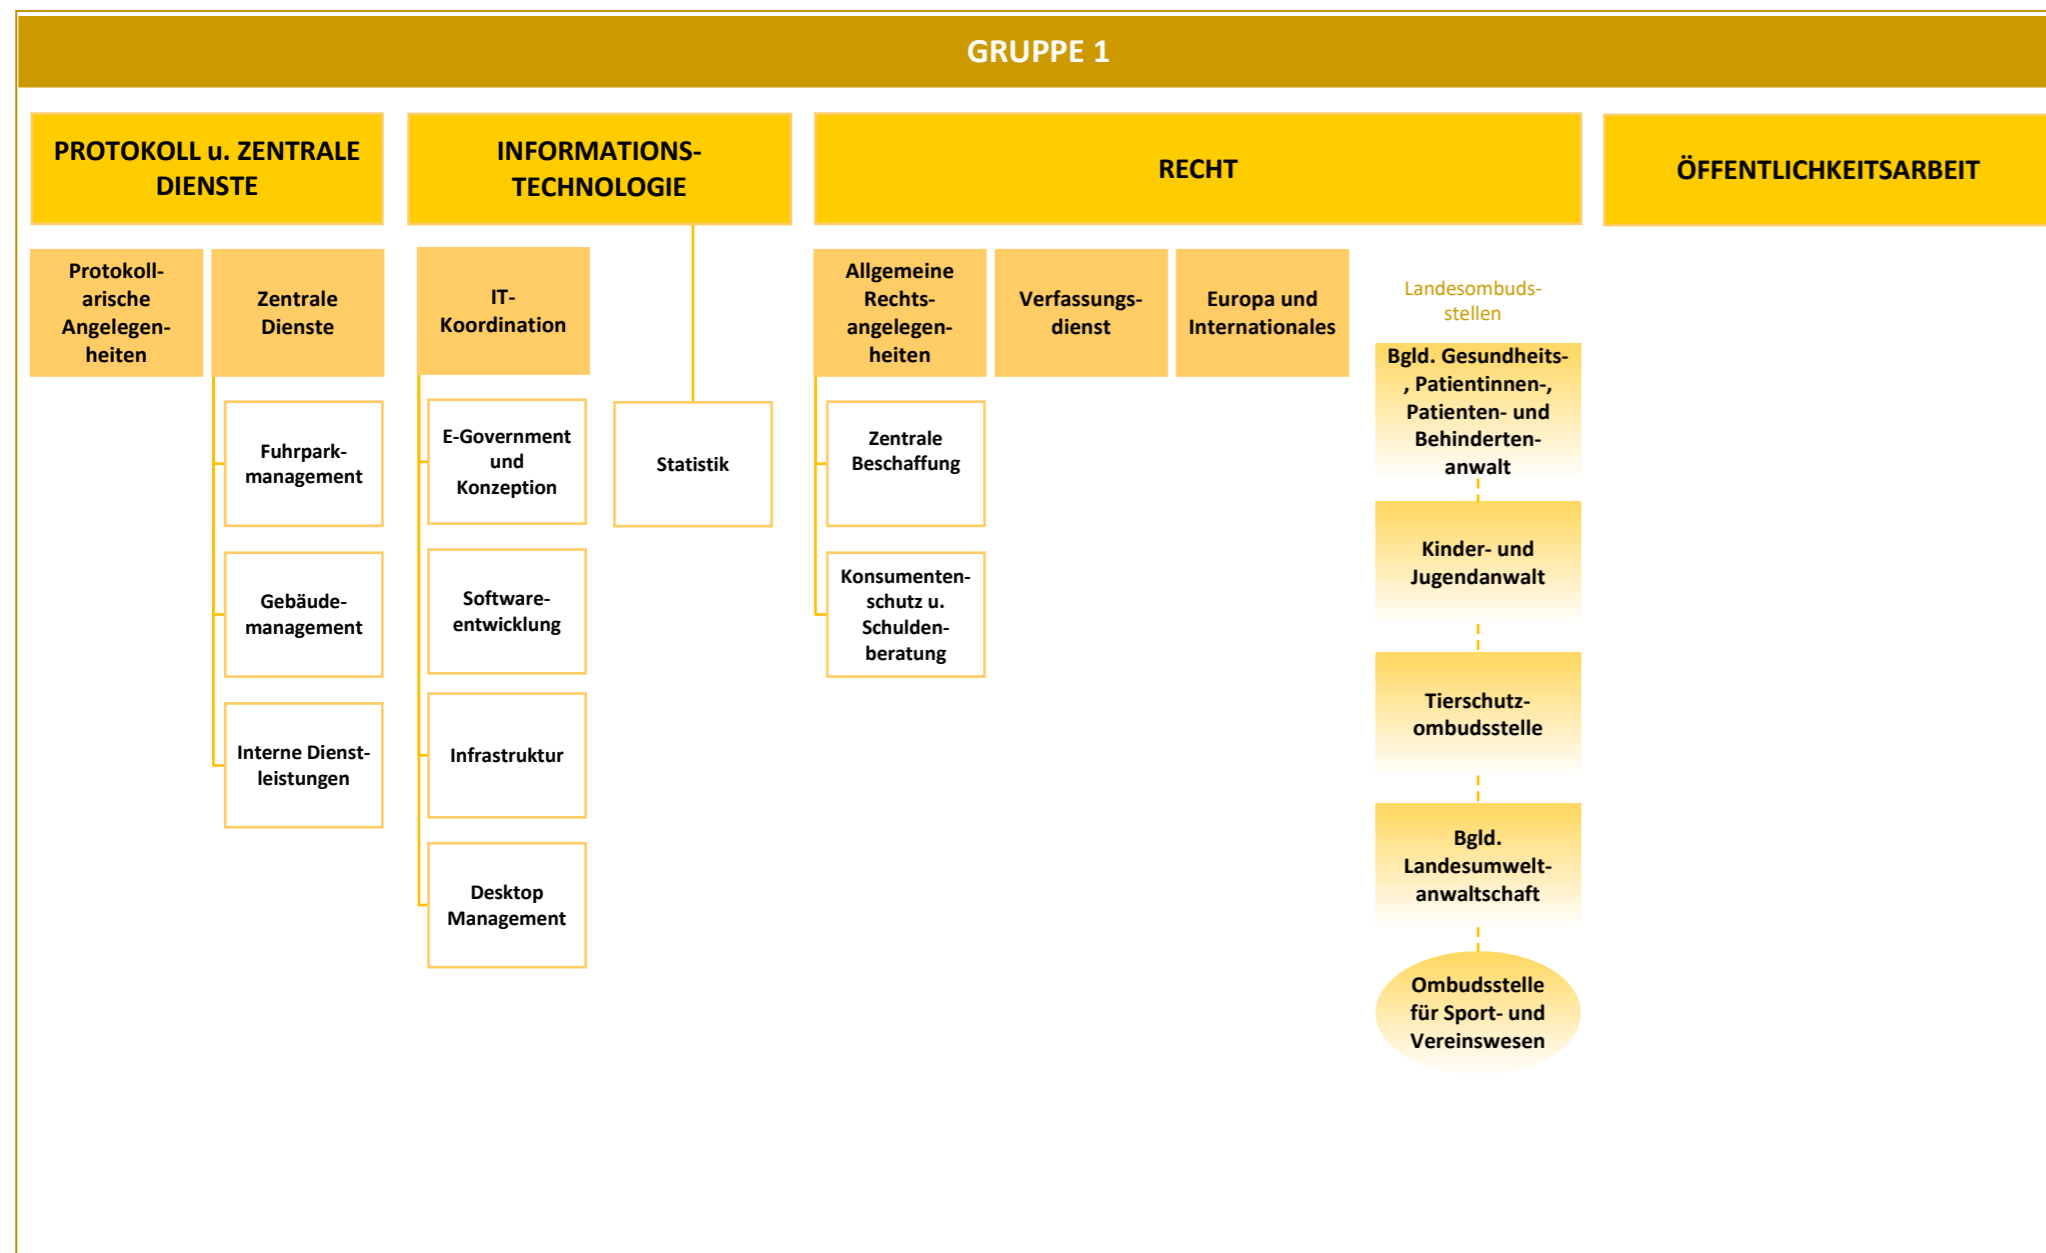 GRUPPE 1
PROTOKOLL u. ZENTRALE
DIENSTE
Protokoll-
arische
Angelegen-
heiten
Zentrale
Dienste
Fuhrpark-
management
Gebäude-
management
Interne Dienst-
leistungen
INFORMATIONS-
TECHNOLOGIE
IT-
Koordination
E-Government
und
Konzeption
Software-
entwicklung
Infrastruktur
Desktop
Management
Statistik
RECHT
Allgemeine
Rechts-
angelegen-
heiten
Zentrale
Beschaffung
Konsumenten-
schutz u.
Schulden-
beratung
Verfassungs-
dienst
Europa und
Internationales
Landesombuds-
stellen
Bgld. Gesundheits-
, Patientinnen-,
Patienten- und
Behinderten-
anwalt
Kinder- und
Jugendanwalt
Tierschutz-
ombudsstelle
Bgld.
Landesumwelt-
anwaltschaft
Ombudsstelle
für Sport- und
Vereinswesen
ÖFFENTLICHKEITSARBEIT